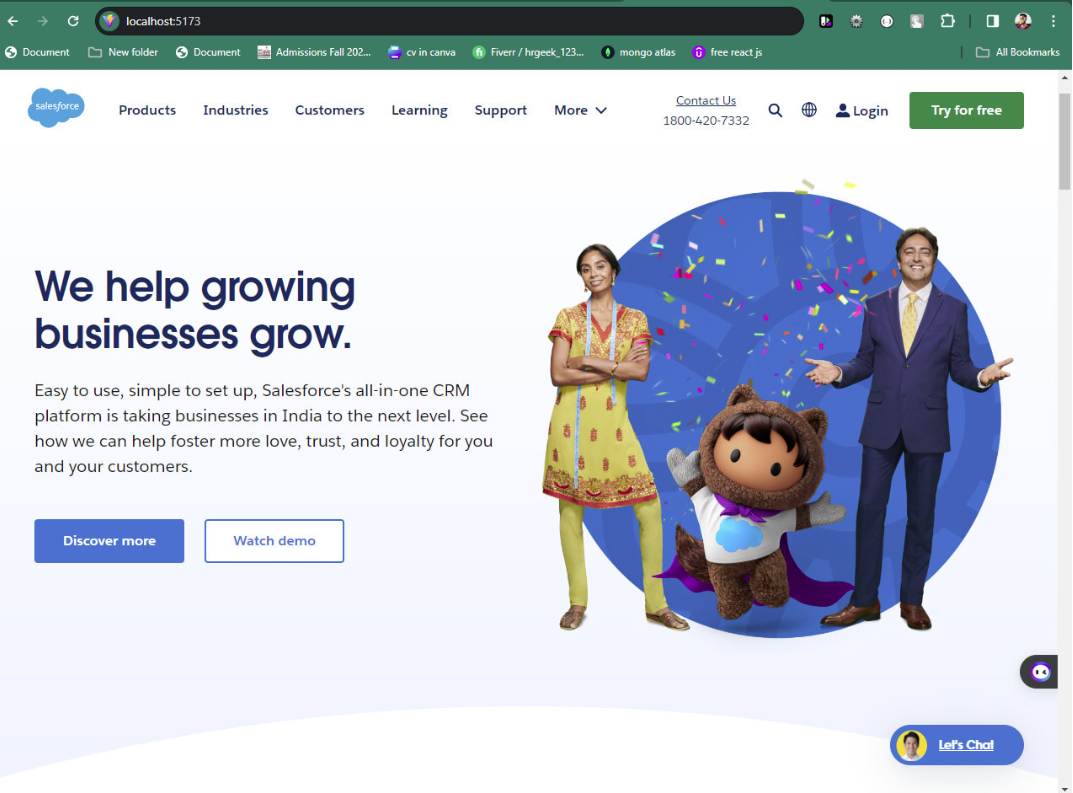 localhost:5173
Document
New folder
Document
Admissions Fall 202...
cv in canva
Fiverr / hrgeek_123...
mongo atlas
free react js
All Bookmarks
salesforce
Products
Industries
Customers
Learning
Support
More
Contact Us
1800-420-7332
Login
Try for free
We help growing
businesses grow.
Easy to use, simple to set up, Salesforce's all-in-one CRM
platform is taking businesses in India to the next level. See
how we can help foster more love, trust, and loyalty for you
and your customers.
Discover more
Watch demo
Let's Chat